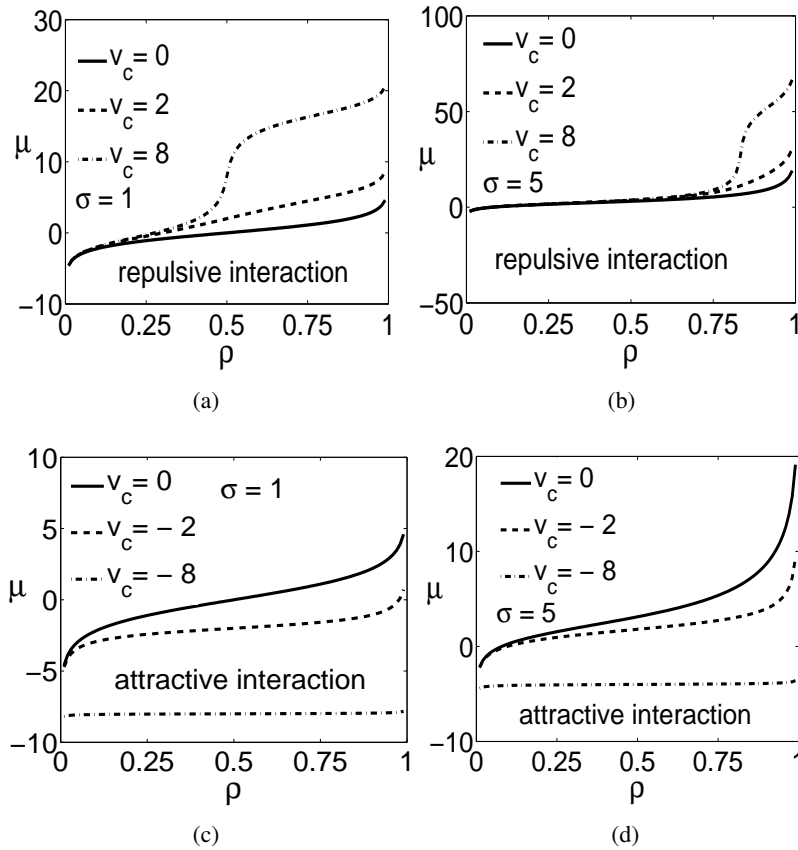 30
20
10
0
−10
μ
v_c = 0
v_c = 2
v_c = 8
σ = 1
repulsive interaction
0 0.25 0.5 0.75 1
ρ
(a)
100
50
0
−50
μ
v_c = 0
v_c = 2
v_c = 8
σ = 5
repulsive interaction
0 0.25 0.5 0.75 1
ρ
(b)
10
5
0
−5
−10
μ
v_c = 0
σ = 1
v_c = − 2
v_c = − 8
attractive interaction
0 0.25 0.5 0.75 1
ρ
(c)
20
10
0
−10
μ
v_c = 0
v_c = − 2
v_c = − 8
σ = 5
attractive interaction
0 0.25 0.5 0.75 1
ρ
(d)